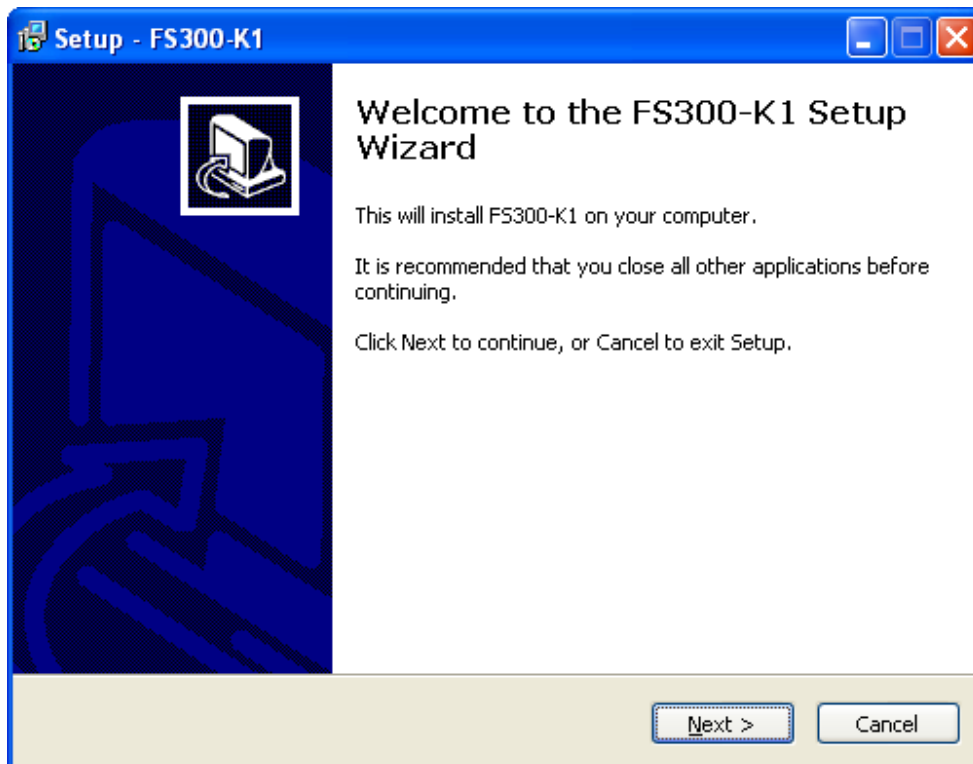 Setup - FS300-K1
Welcome to the FS300-K1 Setup
Wizard
This will install FS300-K1 on your computer.
It is recommended that you close all other applications before
continuing.
Click Next to continue, or Cancel to exit Setup.
Next >
Cancel